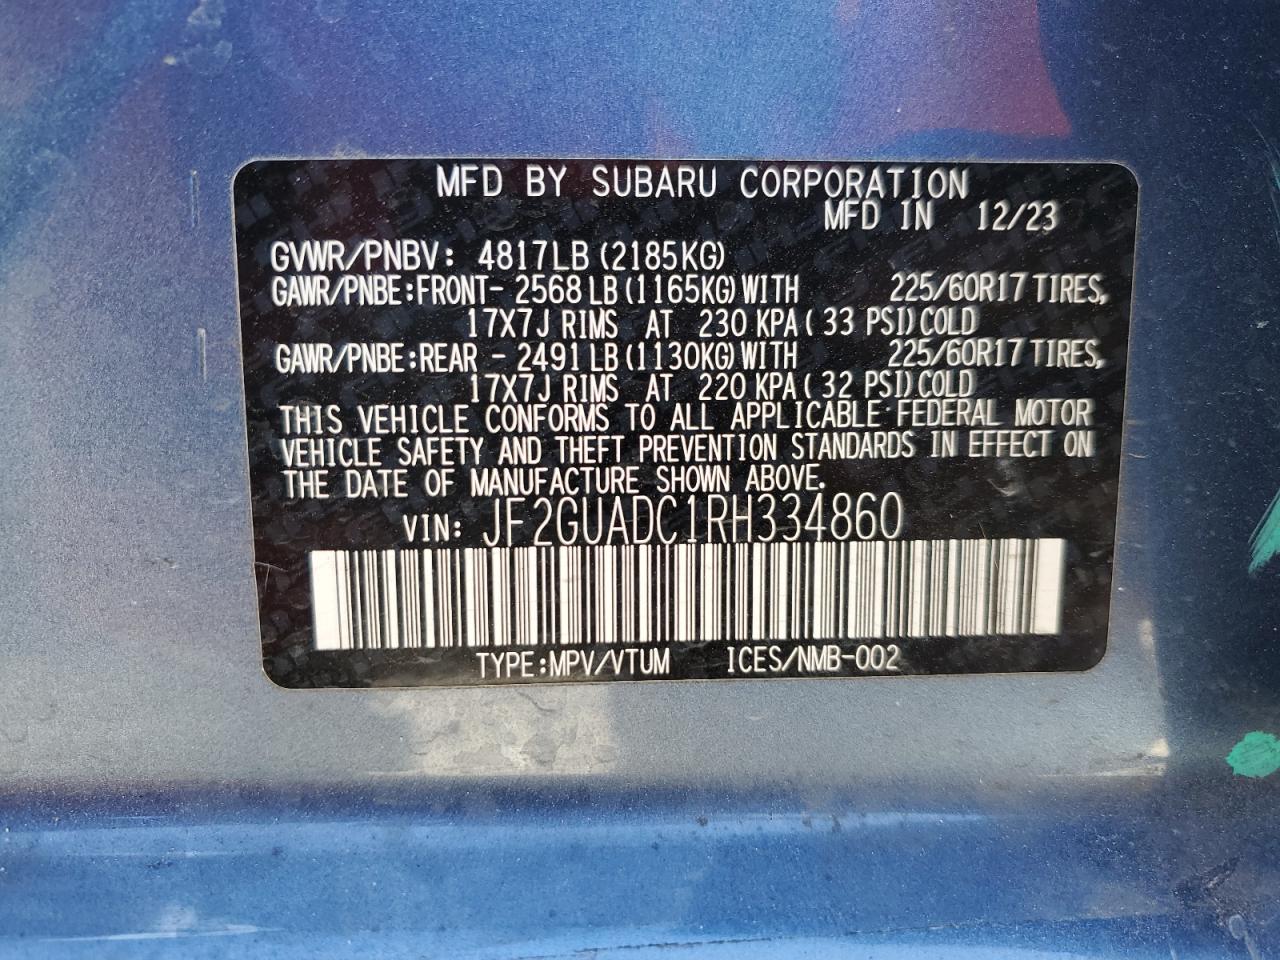 MFD BY SUBARU CORPORATION
MFD IN 12/23
GVWR/PNBV: 4817LB (2185KG)
GAWR/PNBE:FRONT- 2568 LB (1165KG) WITH 225/60R17 TIRES,
17X7J RIMS AT 230 KPA ( 33 PSI) COLD
GAWR/PNBE:REAR - 2491 LB (1130KG) WITH 225/60R17 TIRES,
17X7J RIMS AT 220 KPA ( 32 PSI) COLD
THIS VEHICLE CONFORMS TO ALL APPLICABLE FEDERAL MOTOR
VEHICLE SAFETY AND THEFT PREVENTION STANDARDS IN EFFECT ON
THE DATE OF MANUFACTURE SHOWN ABOVE.
VIN: JF2GUADC1RH334860
TYPE:MPV/VTUM ICES/NMB-002